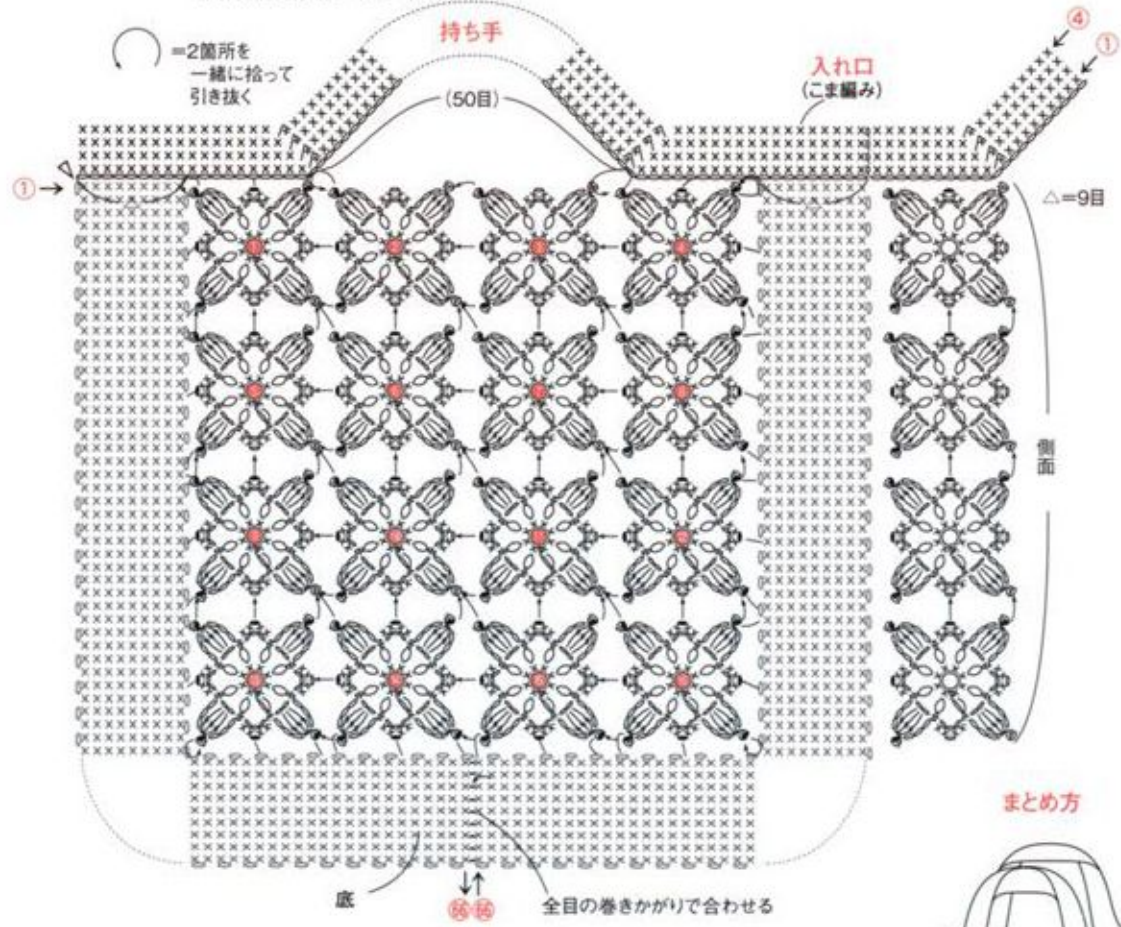 持ち手
④
①
=2箇所を
一緒に拾って
引き抜く
入れ口
(こま編み)
(50目)
①
△=9目
側面
底
全目の巻きかがりで合わせる
まとめ方